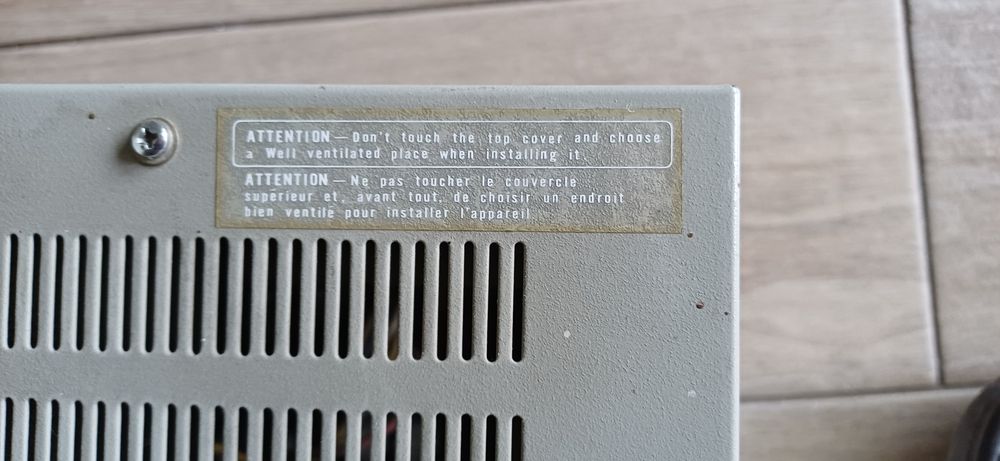 ATTENTION — Don't touch the top cover and choose
a Well ventilated place when installing it
ATTENTION — Ne pas toucher le couvercle
supérieur et, avant tout, de choisir un endroit
bien ventilé pour installer l'appareil